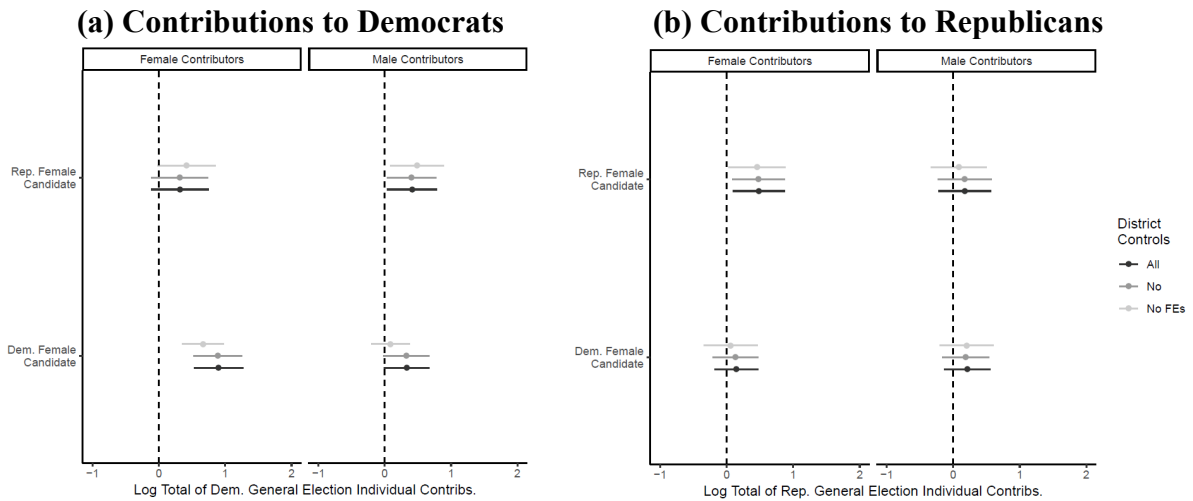 (a) Contributions to Democrats
Female Contributors
Male Contributors
Rep. Female
Candidate
Dem. Female
Candidate
−1
0
1
2
−1
0
1
2
Log Total of Dem. General Election Individual Contribs.
(b) Contributions to Republicans
Female Contributors
Male Contributors
Rep. Female
Candidate
Dem. Female
Candidate
−1
0
1
2
−1
0
1
2
Log Total of Rep. General Election Individual Contribs.
District
Controls
All
No
No FEs